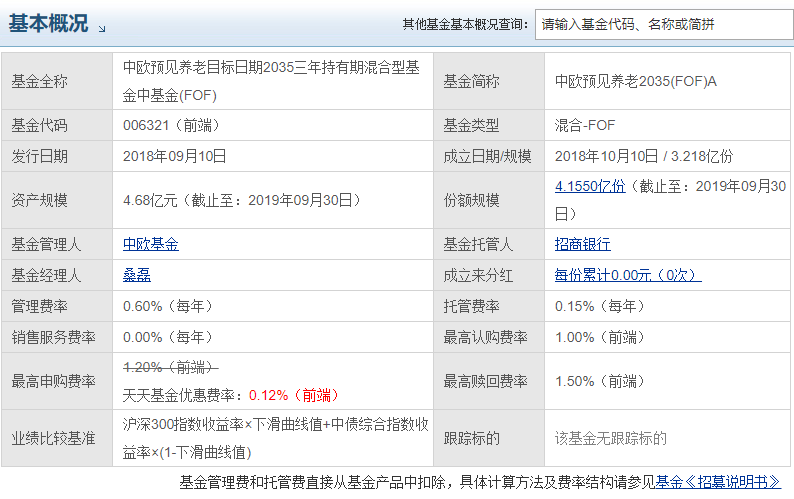 基本概况
其他基金基本概况查询： 请输入基金代码、名称或简拼
基金全称 中欧预见养老目标日期2035三年持有期混合型基
金中基金(FOF)
基金简称 中欧预见养老2035(FOF)A
基金代码 006321（前端） 基金类型 混合-FOF
发行日期 2018年09月10日 成立日期/规模 2018年10月10日 / 3.218亿份
资产规模 4.68亿元（截止至：2019年09月30日） 份额规模 4.1550亿份（截止至：2019年09月30
日）
基金管理人 中欧基金 基金托管人 招商银行
基金经理人 桑磊 成立来分红 每份累计0.00元（0次）
管理费率 0.60%（每年） 托管费率 0.15%（每年）
销售服务费率 0.00%（每年） 最高认购费率 1.00%（前端）
最高申购费率 1.20%（前端）
天天基金优惠费率：0.12%（前端）
最高赎回费率 1.50%（前端）
业绩比较基准 沪深300指数收益率×下滑曲线值+中债综合指数收
益率×(1-下滑曲线值)
跟踪标的 该基金无跟踪标的
基金管理费和托管费直接从基金产品中扣除，具体计算方法及费率结构请参见基金《招募说明书》